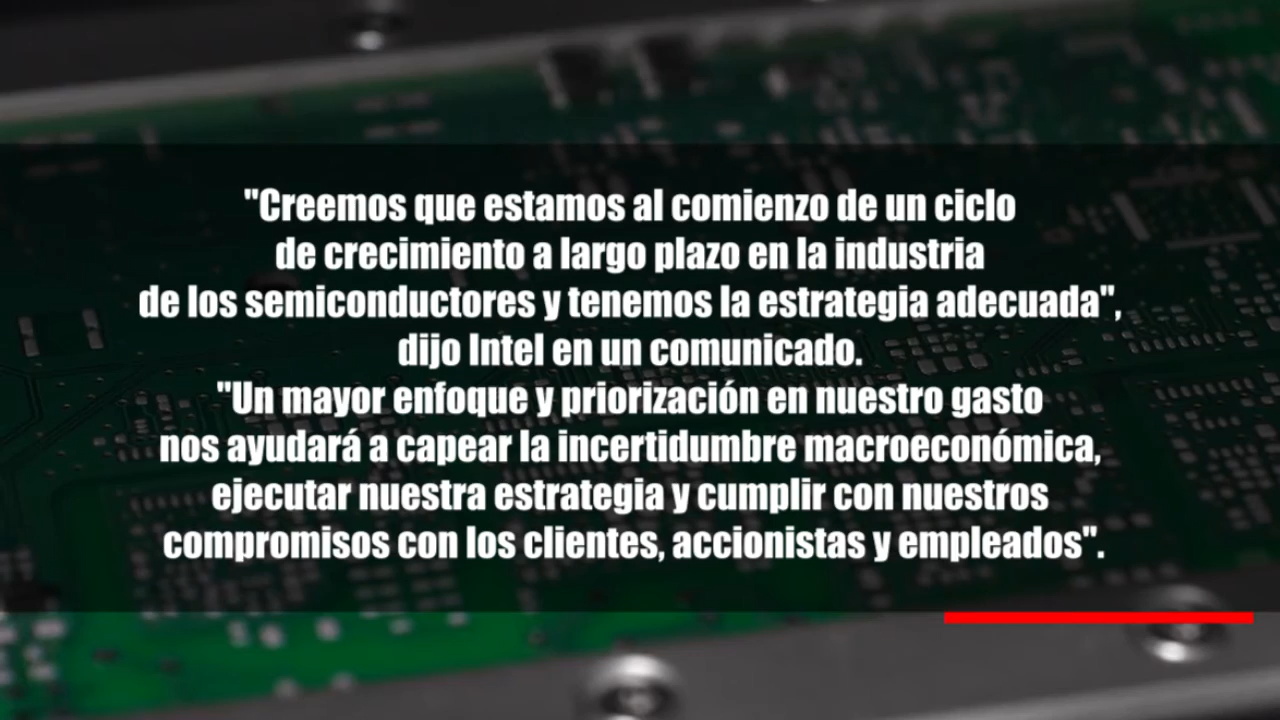 "Creemos que estamos al comienzo de un ciclo
de crecimiento a largo plazo en la industria
de los semiconductores y tenemos la estrategia adecuada",
dijo Intel en un comunicado.
"Un mayor enfoque y priorización en nuestro gasto
nos ayudará a capear la incertidumbre macroeconómica,
ejecutar nuestra estrategia y cumplir con nuestros
compromisos con los clientes, accionistas y empleados".